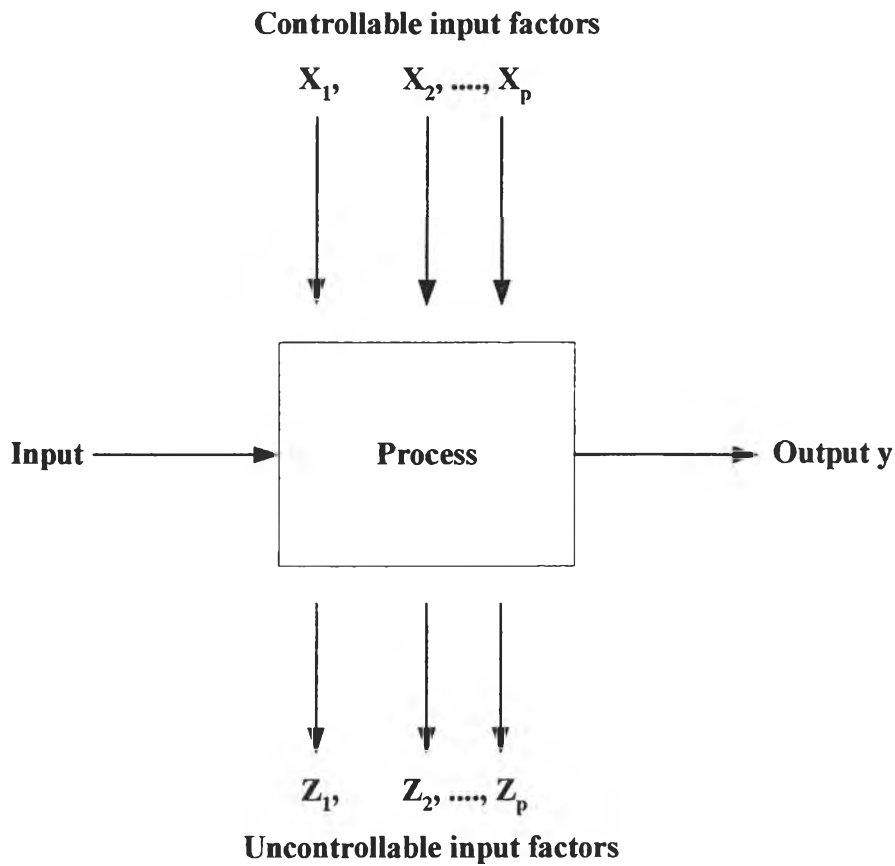 Controllable input factors
X₁, X₂, ...., Xₚ
Input Process Output y
Z₁, Z₂, ...., Zₚ
Uncontrollable input factors